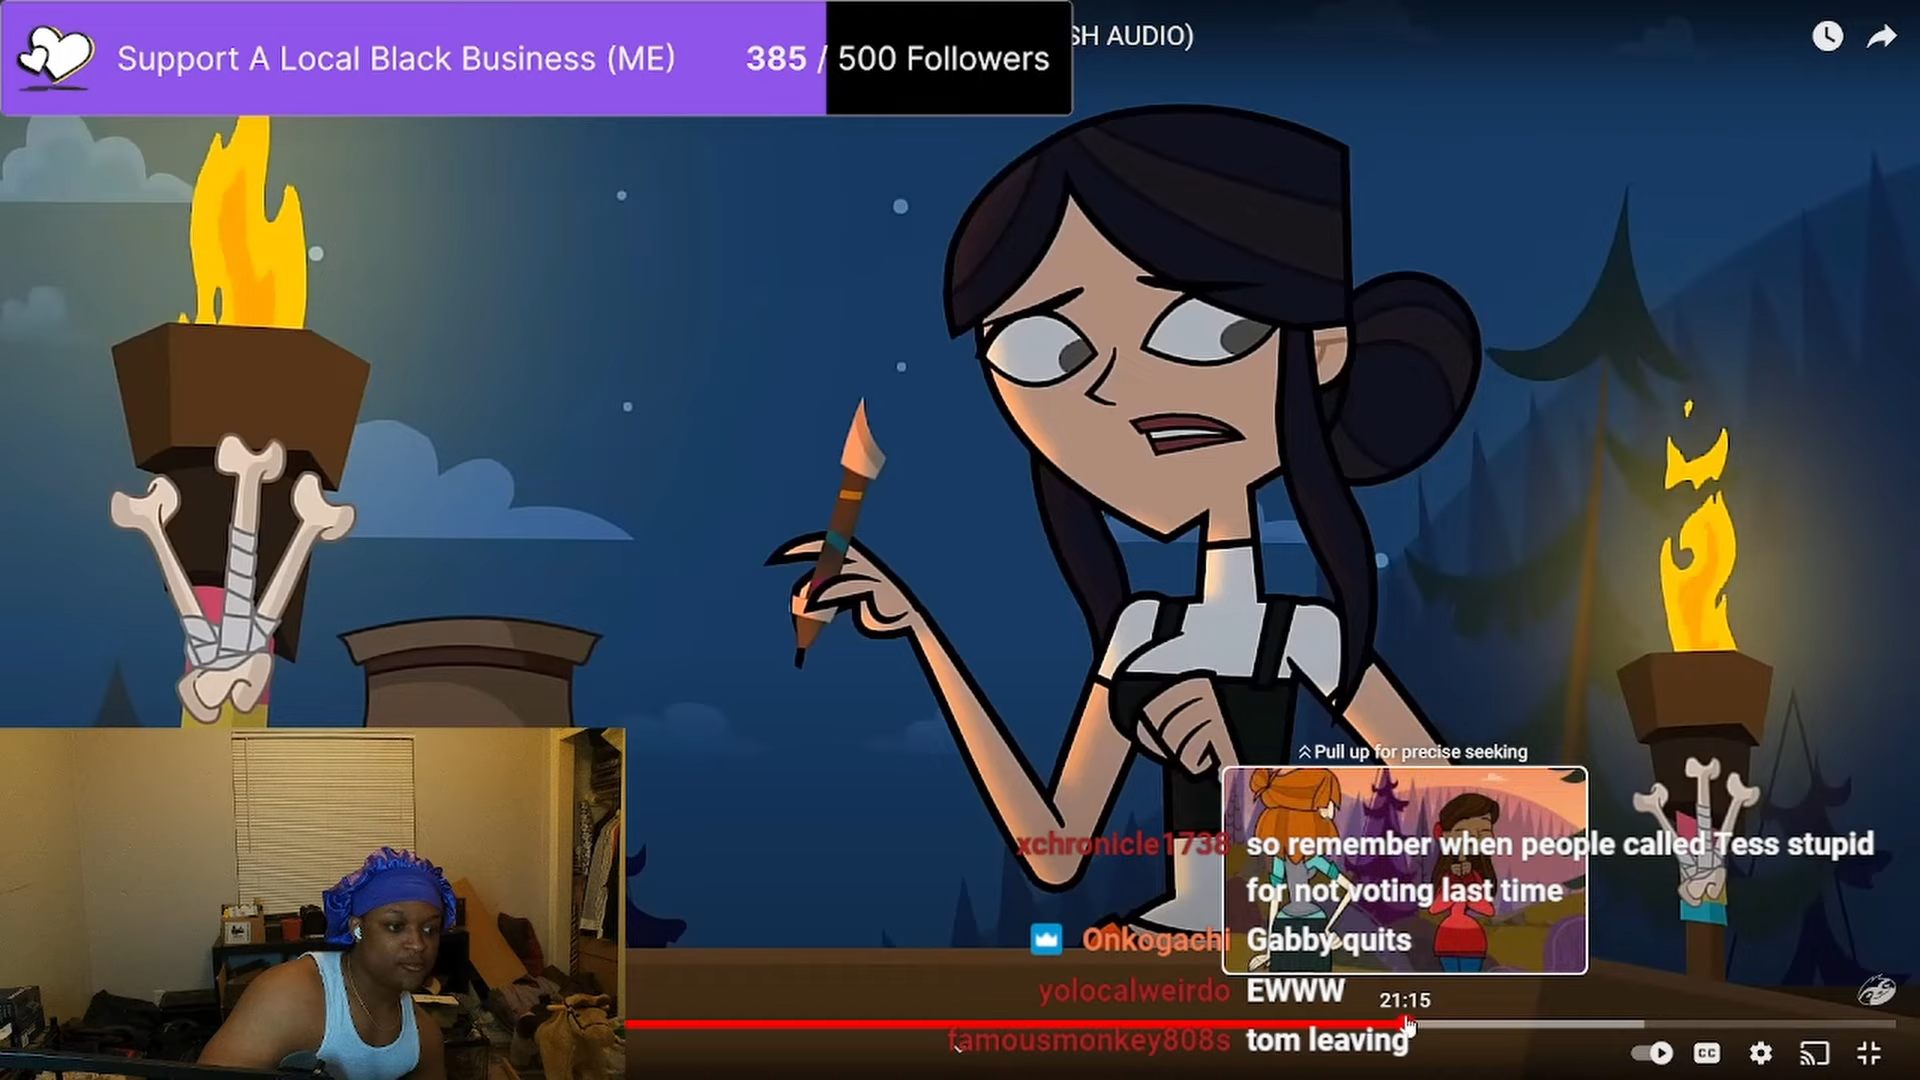 Support A Local Black Business (ME) 385 / 500 Followers
SH AUDIO)
Pull up for precise seeking
xchronicle1738 so remember when people called Tess stupid
for not voting last time
Onkogachi Gabby quits
yolocalweirdo EWWW
21:15
famousmonkey808s tom leaving
CC